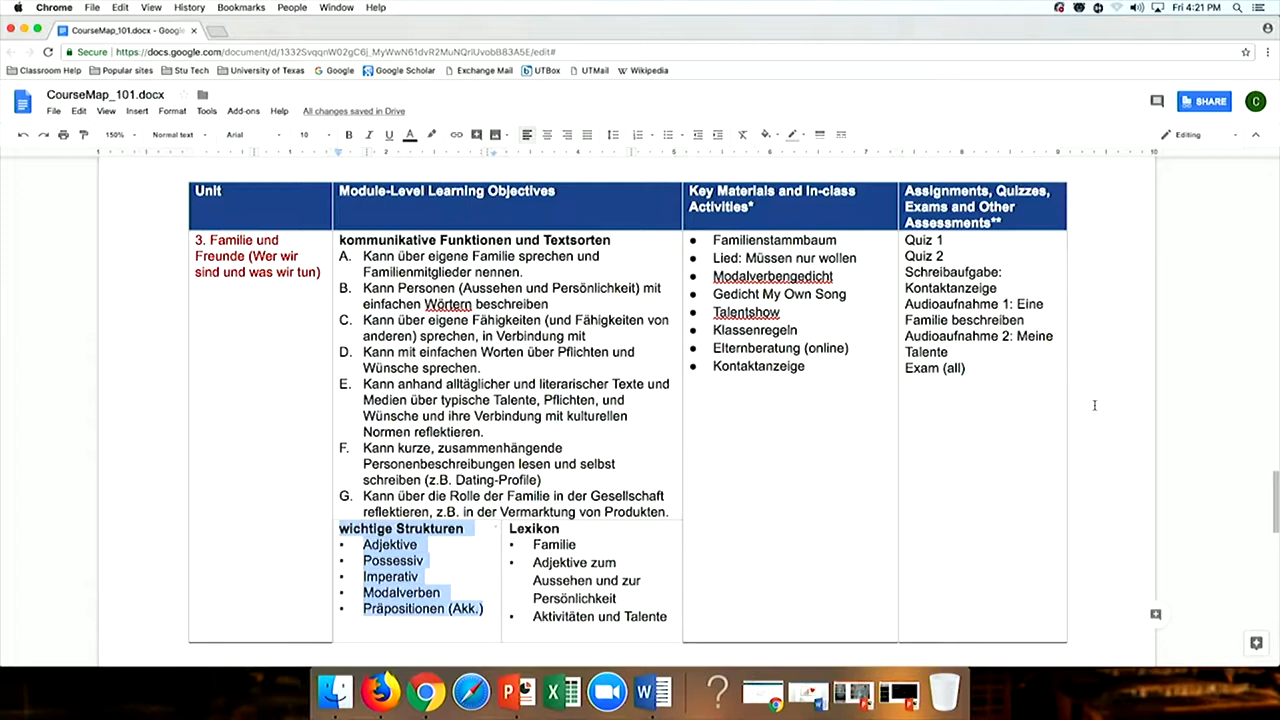 Chrome File Edit View History Bookmarks People Window Help Fri 4:21 PM
CourseMap_101.docx - Google
Secure
Classroom Help Popular sites Stu Tech University of Texas Google Google Scholar Exchange Mail UTBox UTMail Wikipedia
CourseMap_101.docx
File Edit View Insert Format Tools Add-ons Help All changes saved in Drive
SHARE
C
150% Normal text Arial 10 Editing
Unit
Module-Level Learning Objectives
Key Materials and In-class
Activities*
Assignments, Quizzes,
Exams and Other
Assessments**
3. Familie und
Freunde (Wer wir
sind und was wir tun)
kommunikative Funktionen und Textsorten
A. Kann über eigene Familie sprechen und
Familienmitglieder nennen.
B. Kann Personen (Aussehen und Persönlichkeit) mit
einfachen Wörtern beschreiben
C. Kann über eigene Fähigkeiten (und Fähigkeiten von
anderen) sprechen, in Verbindung mit
D. Kann mit einfachen Worten über Pflichten und
Wünsche sprechen.
E. Kann anhand alltäglicher und literarischer Texte und
Medien über typische Talente, Pflichten, und
Wünsche und ihre Verbindung mit kulturellen
Normen reflektieren.
F. Kann kurze, zusammenhängende
Personenbeschreibungen lesen und selbst
schreiben (z.B. Dating-Profile)
G. Kann über die Rolle der Familie in der Gesellschaft
reflektieren, z.B. in der Vermarktung von Produkten.
wichtige Strukturen
• Adjektive
• Possessiv
• Imperativ
• Modalverben
• Präpositionen (Akk.)
Lexikon
• Familie
• Adjektive zum
Aussehen und zur
Persönlichkeit
• Aktivitäten und Talente
● Familienstammbaum
● Lied: Müssen nur wollen
● Modalverbengedicht
● Gedicht My Own Song
● Talentshow
● Klassenregeln
● Elternberatung (online)
● Kontaktanzeige
Quiz 1
Quiz 2
Schreibaufgabe:
Kontaktanzeige
Audioaufnahme 1: Eine
Familie beschreiben
Audioaufnahme 2: Meine
Talente
Exam (all)